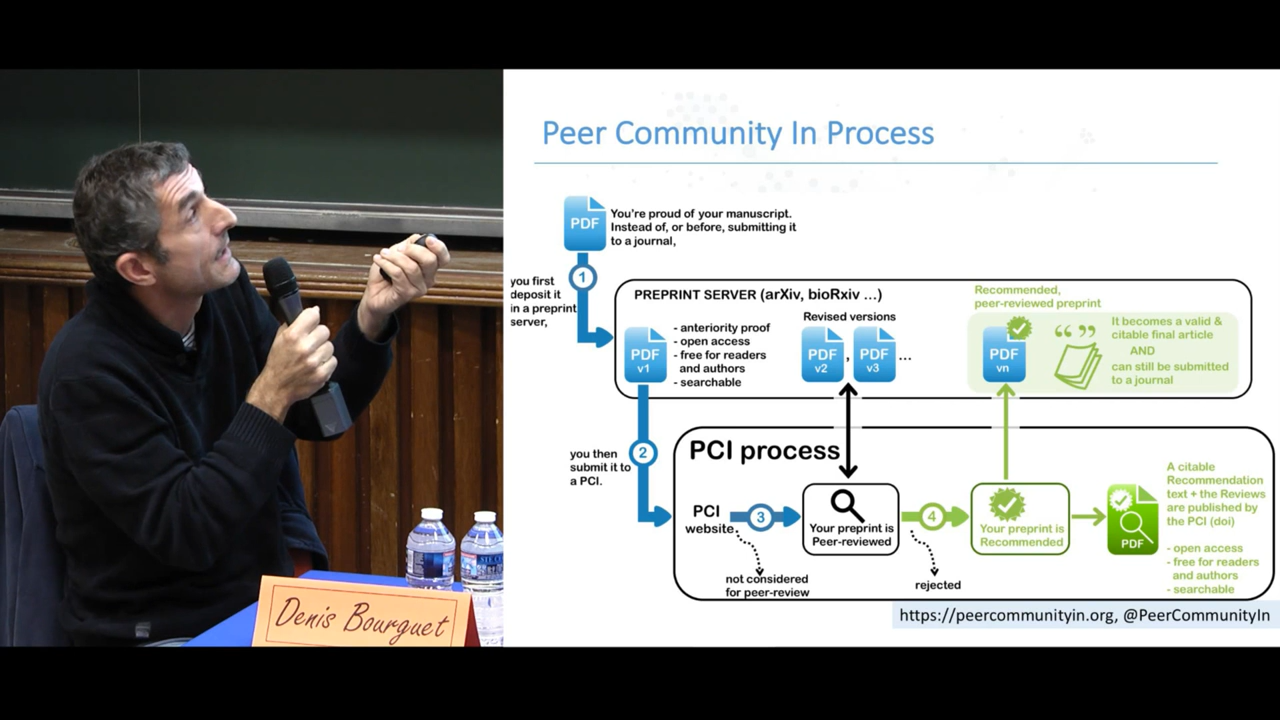 Peer Community In Process
PDF
You're proud of your manuscript.
Instead of, or before, submitting it
to a journal,
1
you first
deposit it
in a preprint
server,
PREPRINT SERVER (arXiv, bioRxiv ...)
PDF
v1
- anteriority proof
- open access
- free for readers
and authors
- searchable
Revised versions
PDF
v2
,
PDF
v3
...
Recommended,
peer-reviewed preprint
PDF
vn
It becomes a valid &
citable final article
AND
can still be submitted
to a journal
2
you then
submit it to
a PCI.
PCI process
PCI
website
3
Your preprint is
Peer-reviewed
4
Your preprint is
Recommended
PDF
A citable
Recommendation
text + the Reviews
are published by
the PCI (doi)
- open access
- free for readers
and authors
- searchable
not considered
for peer-review
rejected
https://peercommunityin.org, @PeerCommunityIn
Denis Bourguet